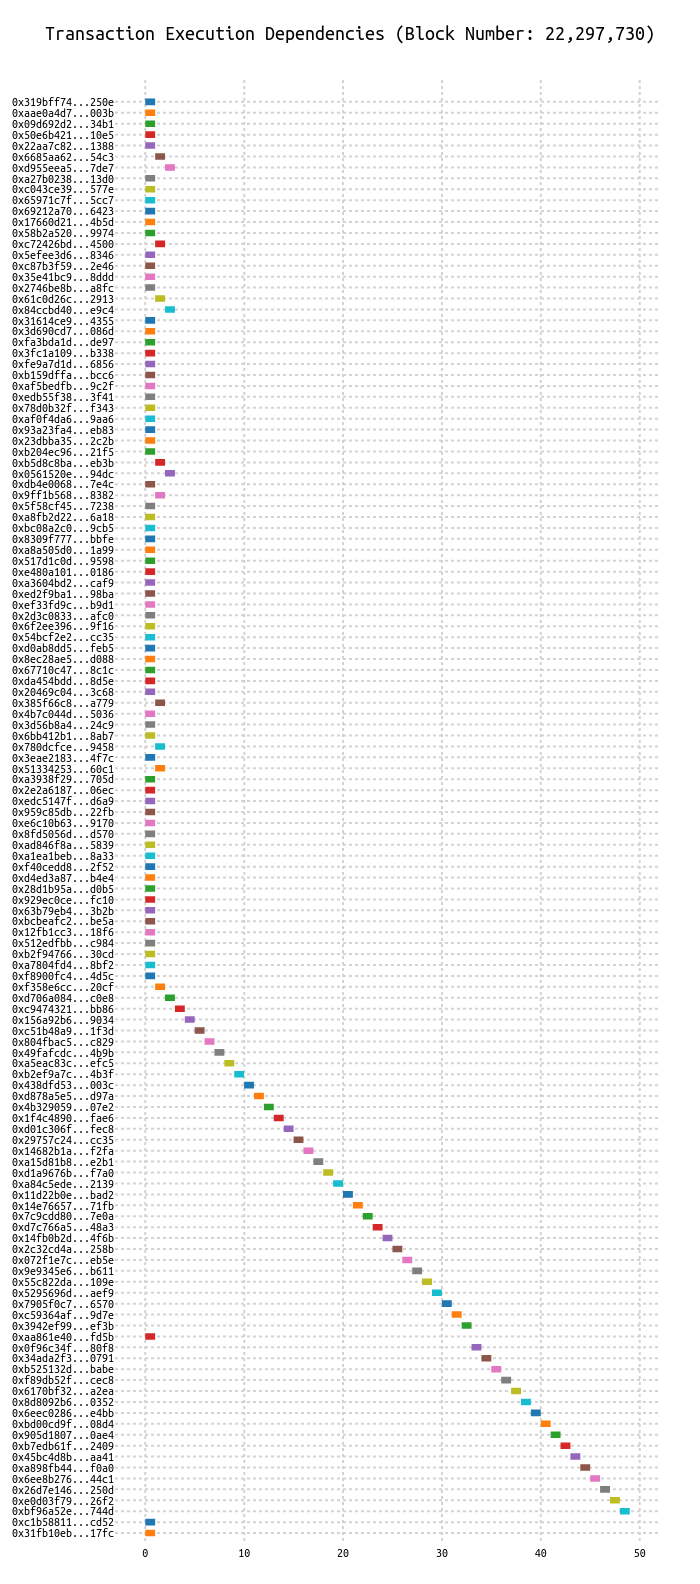 Transaction Execution Dependencies (Block Number: 22,297,730)
0x319bff74...250e
0xaae0a4d7...003b
0x09d692d2...34b1
0x50e6b421...10e5
0x22aa7c82...1388
0x6685aa62...54c3
0xd955eea5...7de7
0xa27b0238...13d0
0xc043ce39...577e
0x65971c7f...5cc7
0x69212a70...6423
0x17660d21...4b5d
0x58b2a520...9974
0xc72426bd...4500
0x5efee3d6...8346
0xc87b3f59...2e46
0x35e41bc9...8ddd
0x2746be8b...a8fc
0x61c0d26c...2913
0x84ccbd40...e9c4
0x31614ce9...4355
0x3d690cd7...086d
0xfa3bda1d...de97
0x3fc1a109...b338
0xfe9a7d1d...6856
0xb159dffa...bcc6
0xaf5bedfb...9c2f
0xedb55f38...3f41
0x78d0b32f...f343
0xaf0f4da6...9aa6
0x93a23fa4...eb83
0x23dbba35...2c2b
0xb204ec96...21f5
0xb5d8c8ba...eb3b
0x0561520e...94dc
0xdb4e0068...7e4c
0x9ff1b568...8382
0x5f58cf45...7238
0xa8fb2d22...6a18
0xbc08a2c0...9cb5
0x8309f777...bbfe
0xa8a505d0...1a99
0x517d1c0d...9598
0xe480a101...0186
0xa3604bd2...caf9
0xed2f9ba1...98ba
0xef33fd9c...b9d1
0x2d3c0833...afc0
0x6f2ee396...9f16
0x54bcf2e2...cc35
0xd0ab8dd5...feb5
0x8ec28ae5...d088
0x67710c47...8c1c
0xda454bdd...8d5e
0x20469c04...3c68
0x385f66c8...a779
0x4b7c044d...5036
0x3d56b8a4...24c9
0x6bb412b1...8ab7
0x780dcfce...9458
0x3eae2183...4f7c
0x51334253...60c1
0xa3938f29...705d
0x2e2a6187...06ec
0xedc5147f...d6a9
0x959c85db...22fb
0xe6c10b63...9170
0x8fd5056d...d570
0xad846f8a...5839
0xa1ea1beb...8a33
0xf40cedd8...2f52
0xd4ed3a87...b4e4
0x28d1b95a...d0b5
0x929ec0ce...fc10
0x63b79eb4...3b2b
0xbcbeafc2...be5a
0x12fb1cc3...18f6
0x512edfbb...c984
0xb2f94766...30cd
0xa7804fd4...8bf2
0xf8900fc4...4d5c
0xf358e6cc...20cf
0xd706a084...c0e8
0xc9474321...bb86
0x156a92b6...9034
0xc51b48a9...1f3d
0x804fbac5...c829
0x49fafcdc...4b9b
0xa5eac83c...efc5
0xb2ef9a7c...4b3f
0x438dfd53...003c
0xd878a5e5...d97a
0x4b329059...07e2
0x1f4c4890...fae6
0xd01c306f...fec8
0x29757c24...cc35
0x14682b1a...f2fa
0xa15d81b8...e2b1
0xd1a9676b...f7a0
0xa84c5ede...2139
0x11d22b0e...bad2
0x14e76657...71fb
0x7c9cdd80...7e0a
0xd7c766a5...48a3
0x14fb0b2d...4f6b
0x2c32cd4a...258b
0x072f1e7c...eb5e
0x9e9345e6...b611
0x55c822da...109e
0x5295696d...aef9
0x7905f0c7...6570
0xc59364af...9d7e
0x3942ef99...ef3b
0xaa861e40...fd5b
0x0f96c34f...80f8
0x34ada2f3...0791
0xb525132d...babe
0xf89db52f...cec8
0x6170bf32...a2ea
0x8d8092b6...0352
0x6eec0286...e4bb
0xbd00cd9f...08d4
0x905d1807...0ae4
0xb7edb61f...2409
0x45bc4d8b...aa41
0xa898fb44...f0a0
0x6ee8b276...44c1
0x26d7e146...250d
0xe0d03f79...26f2
0xbf96a52e...744d
0xc1b58811...cd52
0x31fb10eb...17fc
0 10 20 30 40 50